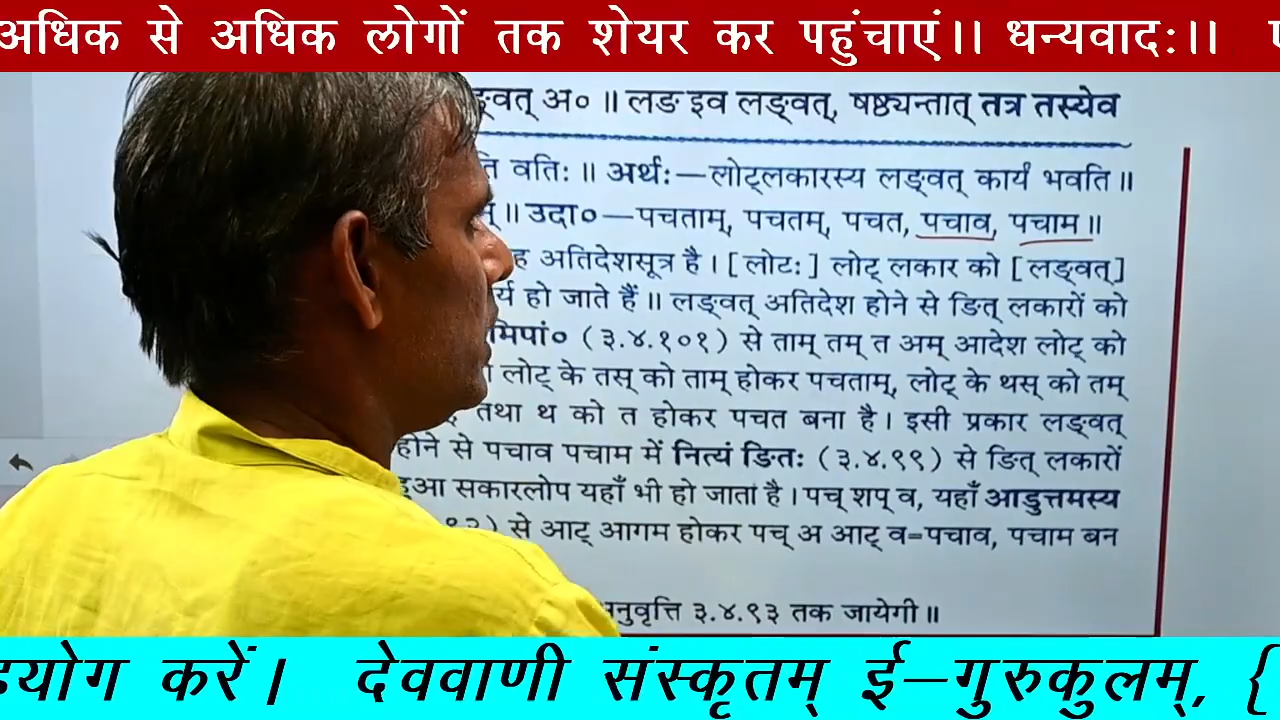 अधिक से अधिक लोगों तक शेयर कर पहुंचाएं।। धन्यवादः।।
अ० ॥ लङ इव लङ्वत्, षष्ठ्यन्तात् तत्र तस्येव
वतिः ॥ अर्थः—लोट्लकारस्य लङ्वत् कार्यं भवति ॥
॥ उदा०—पचताम्, पचतम्, पचत, पचाव, पचाम ॥
अतिदेशसूत्र है । [ लोटः ] लोट् लकार को [ लङ्वत् ]
हो जाते हैं ॥ लङ्वत् अतिदेश होने से ङित् लकारों को
(३.४.१०१) से ताम् तम् त अम् आदेश लोट् को
लोट् के तस् को ताम् होकर पचताम्, लोट् के थस् को तम्
तथा थ को त होकर पचत बना है । इसी प्रकार लङ्वत्
होने से पचाव पचाम में नित्यं ङितः (३.४.९९) से ङित् लकारों
सकारलोप यहाँ भी हो जाता है । पच् शप् व, यहाँ आडुत्तमस्य
से आट् आगम होकर पच् अ आट् व=पचाव, पचाम बन
३.४.९३ तक जायेगी ॥
करें। देववाणी संस्कृतम् ई–गुरुकुलम्, {